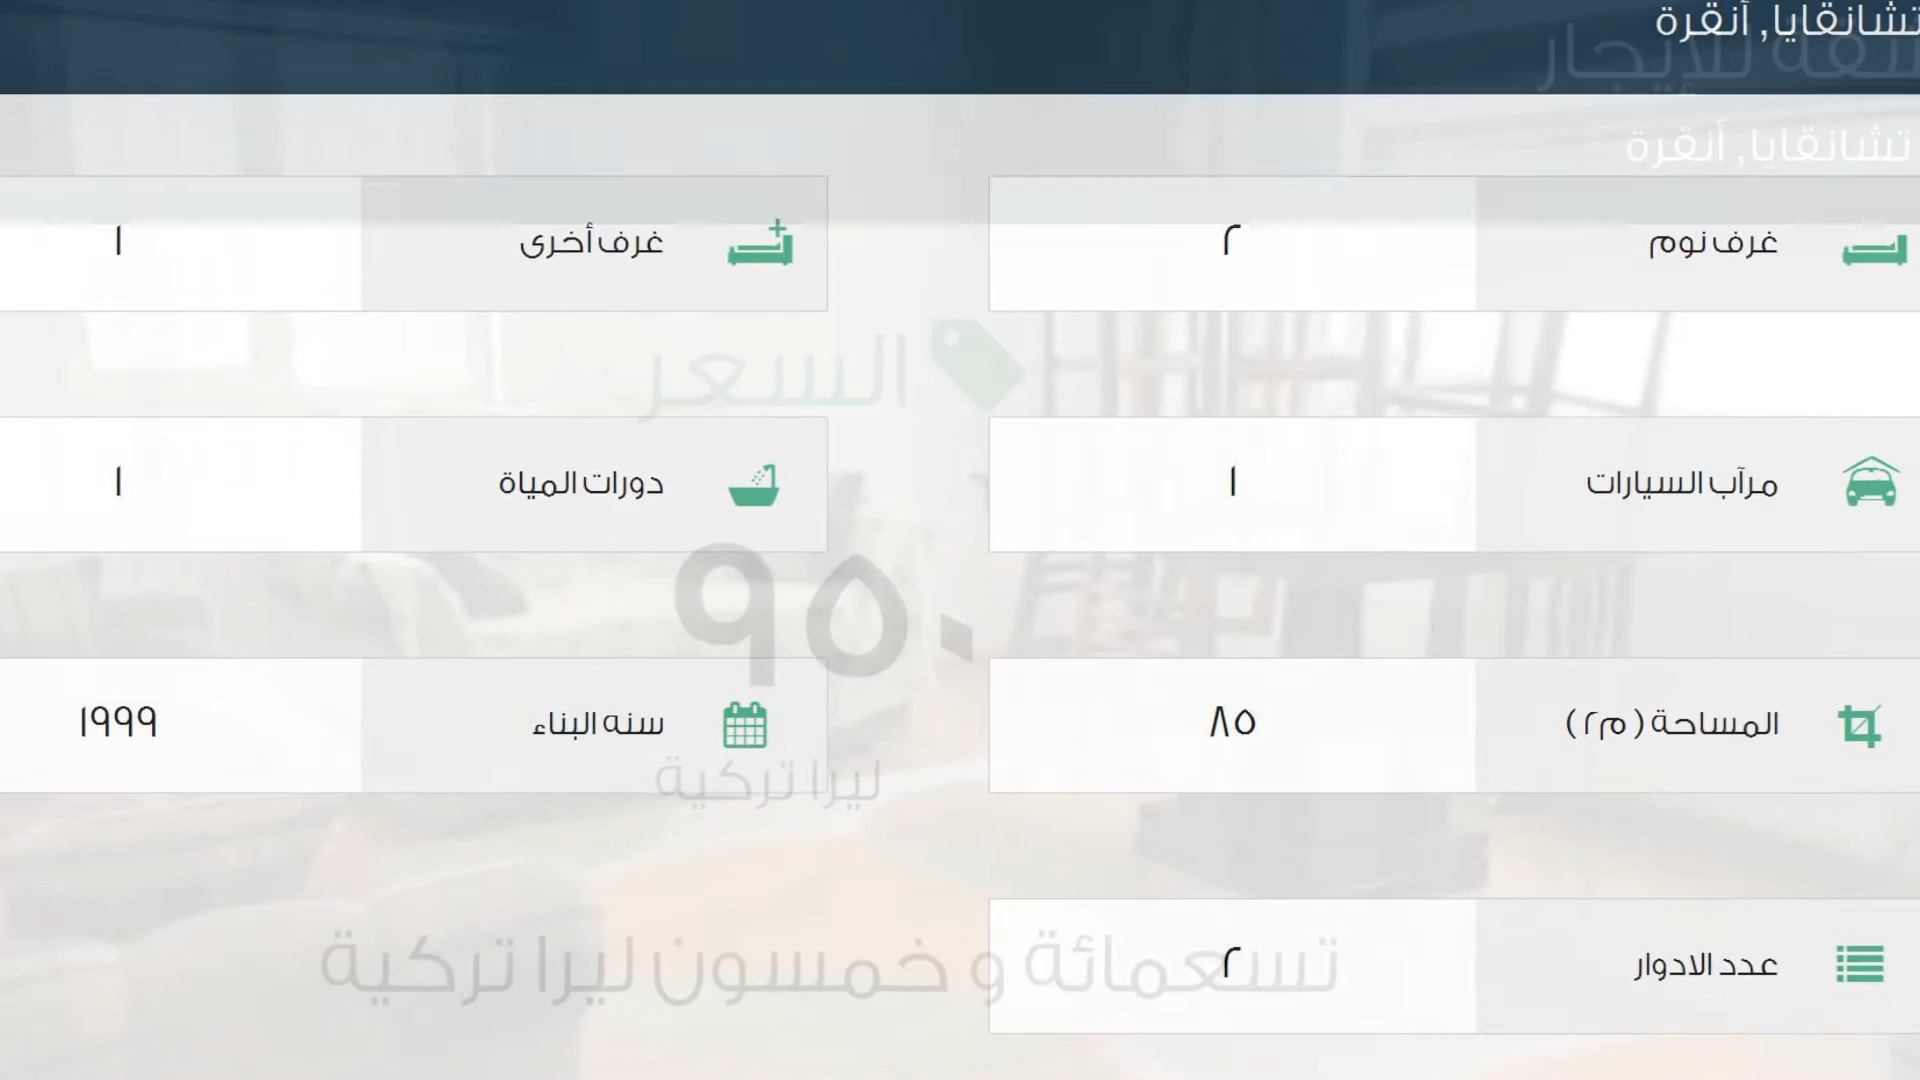 تشانقايا, أنقرة
شقة للإيجار
تشانقايا, أنقرة
غرف نوم ٢
غرف أخرى ١
السعر
مرآب السيارات ١
دورات المياة ١
٩٥٠
المساحة (م٢) ٨٥
سنه البناء ١٩٩٩
ليرا تركية
عدد الادوار ٢
تسعمائة و خمسون ليرا تركية